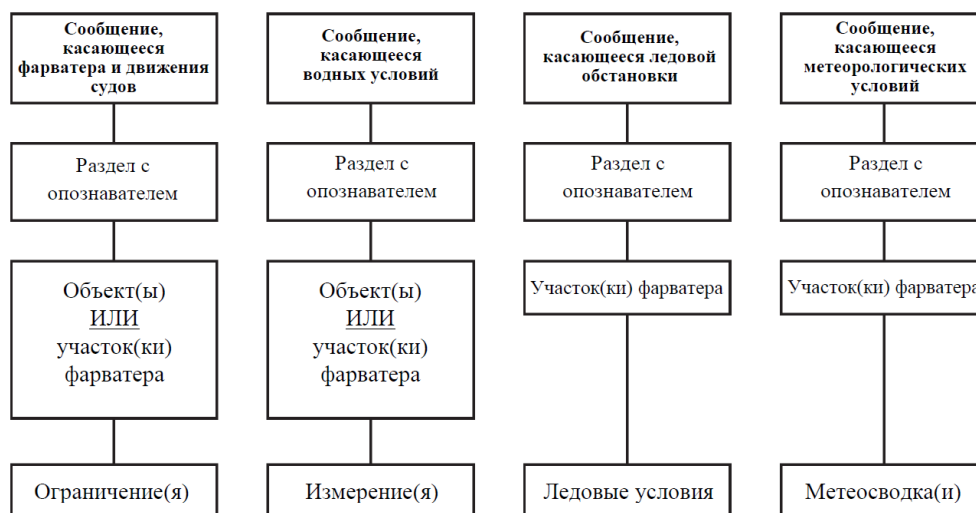 Сообщение,
касающееся
фарватера и движения
судов
Раздел с
опознавателем
Объект(ы)
ИЛИ
участок(ки)
фарватера
Ограничение(я)
Сообщение,
касающееся
водных условий
Раздел с
опознавателем
Объект(ы)
ИЛИ
участок(ки)
фарватера
Измерение(я)
Сообщение,
касающееся ледовой
обстановки
Раздел с
опознавателем
Участок(ки) фарватера
Ледовые условия
Сообщение,
касающееся
метеорологических
условий
Раздел с
опознавателем
Участок(ки) фарватера
Метеосводка(и)